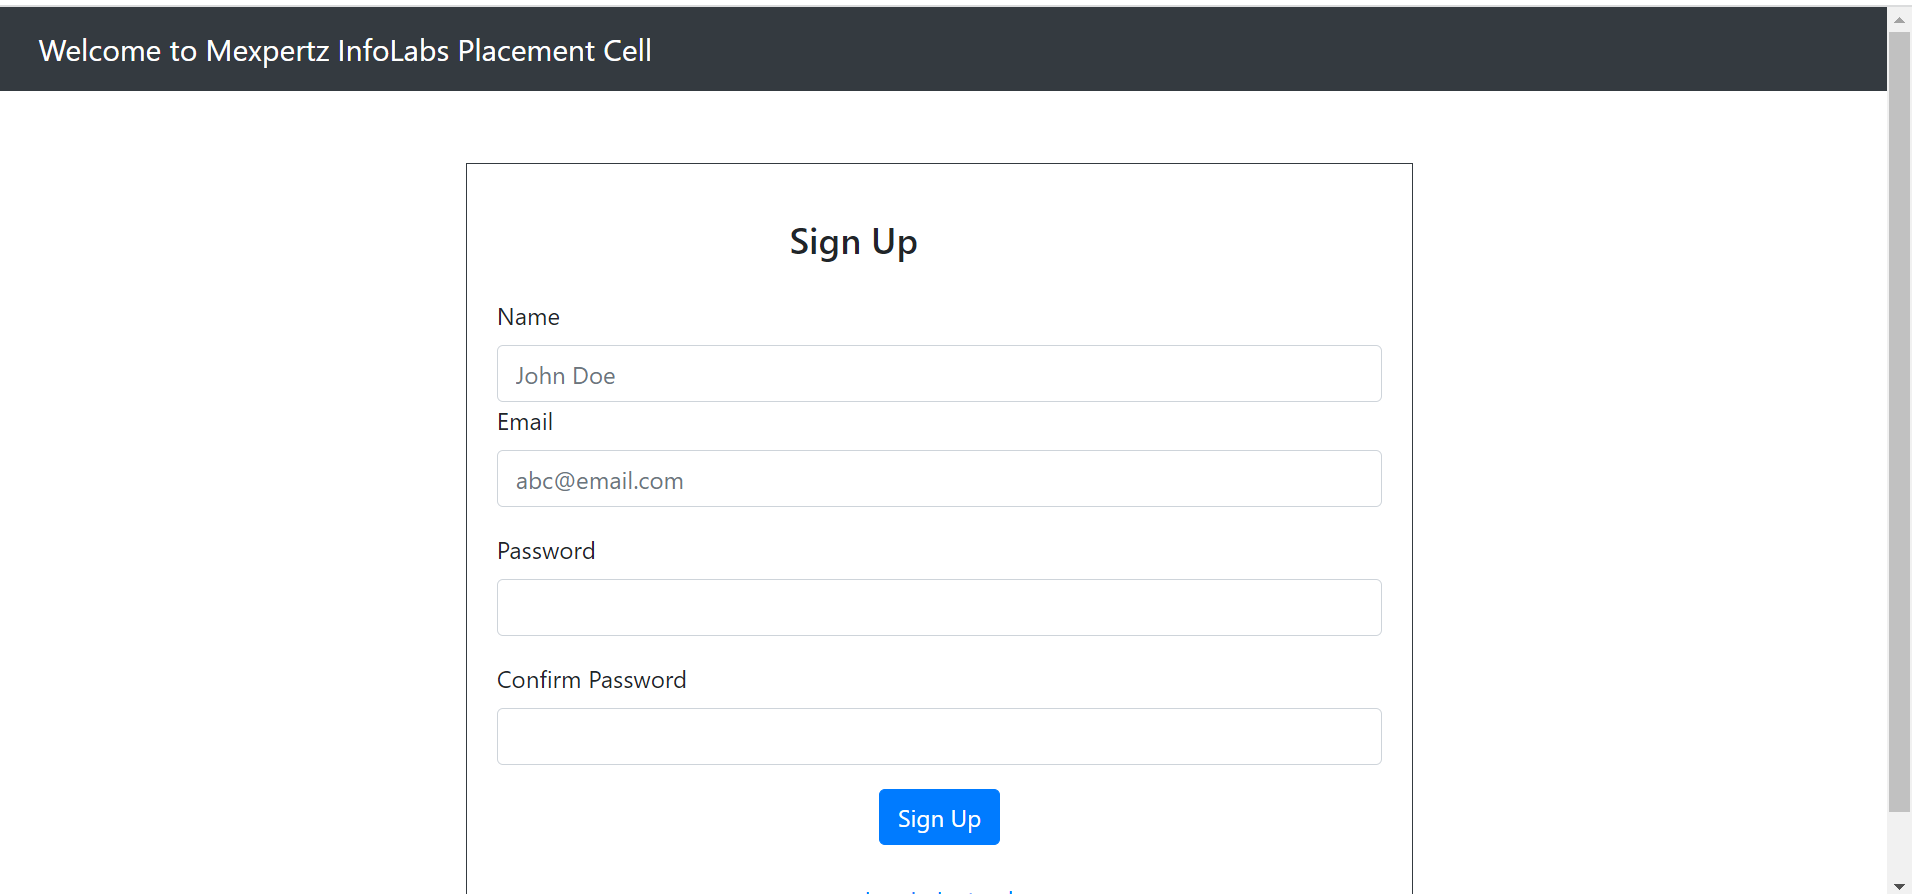 Welcome to Mexpertz InfoLabs Placement Cell
Sign Up
Name
John Doe
Email
abc@email.com
Password
Confirm Password
Sign Up